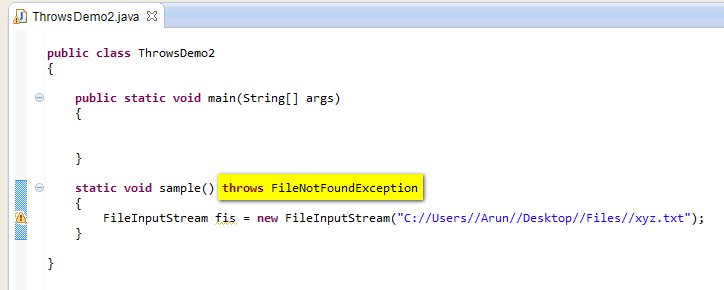 ThrowsDemo2.java
public class ThrowsDemo2
{
public static void main(String[] args)
{
}
static void sample() throws FileNotFoundException
{
FileInputStream fis = new FileInputStream("C://Users//Arun//Desktop//Files//xyz.txt");
}
}